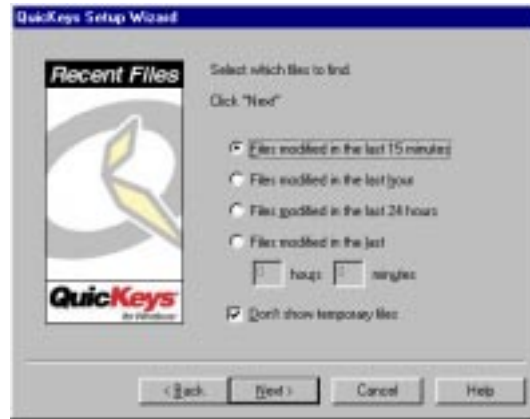 QuicKeys Setup Wizard
Recent Files
Select which files to find.
Click "Next"
Files modified in the last 15 minutes
Files modified in the last hour
Files modified in the last 24 hours
Files modified in the last
hours minutes
Don't show temporary files
QuicKeys
for Windows
< Back
Next >
Cancel
Help